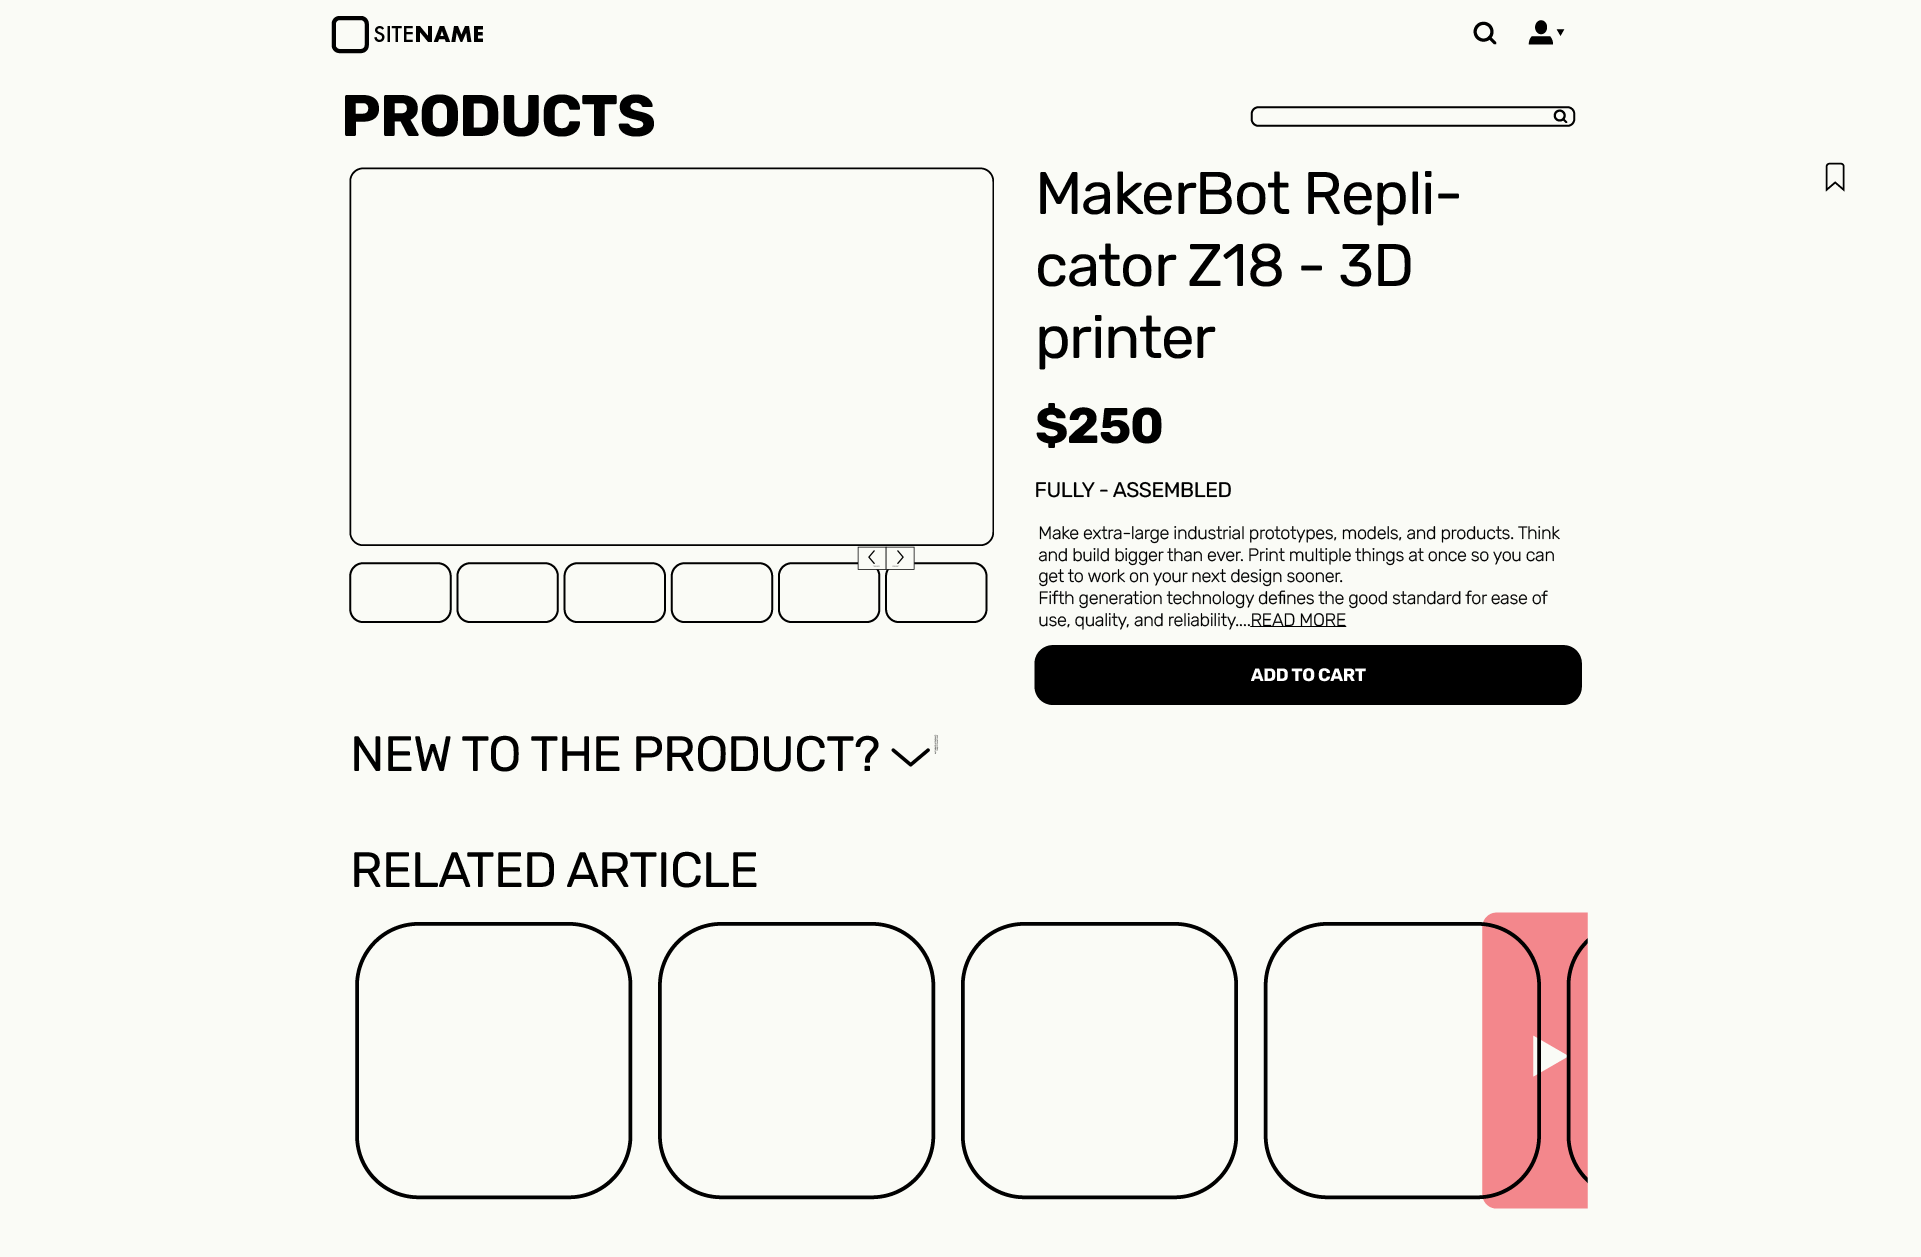 SITENAME
PRODUCTS
MakerBot Repli-
cator Z18 - 3D
printer
$250
FULLY - ASSEMBLED
Make extra-large industrial prototypes, models, and products. Think
and build bigger than ever. Print multiple things at once so you can
get to work on your next design sooner.
Fifth generation technology defines the good standard for ease of
use, quality, and reliability....READ MORE
ADD TO CART
NEW TO THE PRODUCT?
RELATED ARTICLE